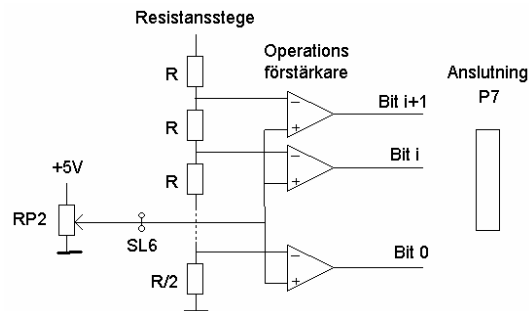 Resistansstege
Operations
förstärkare
Anslutning
P7
R
Bit i+1
R
Bit i
+5V
R
RP2
SL6
Bit 0
R/2